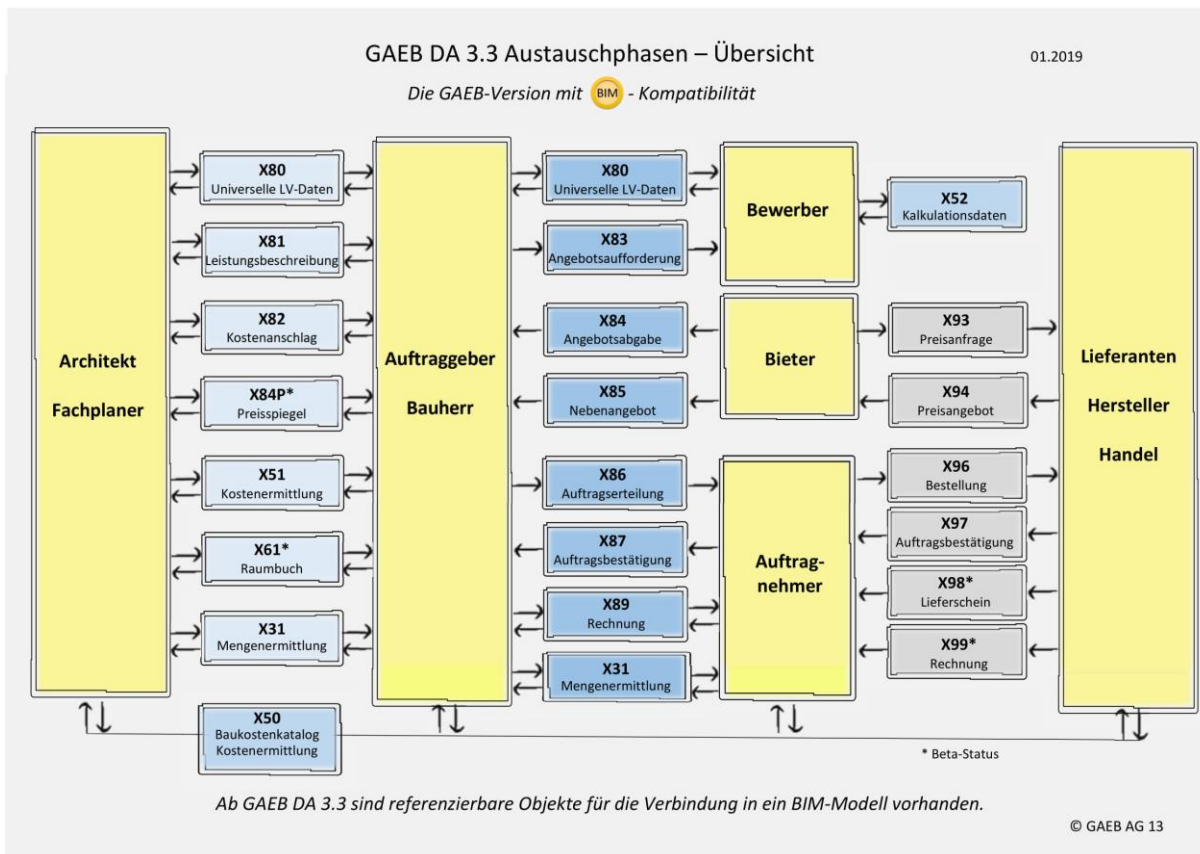 GAEB DA 3.3 Austauschphasen – Übersicht
01.2019
Die GAEB-Version mit BIM - Kompatibilität
Architekt
Fachplaner
X80
Universelle LV-Daten
X81
Leistungsbeschreibung
X82
Kostenanschlag
X84P*
Preisspiegel
X51
Kostenermittlung
X61*
Raumbuch
X31
Mengenermittlung
Auftraggeber
Bauherr
X80
Universelle LV-Daten
X83
Angebotsaufforderung
X84
Angebotsabgabe
X85
Nebenangebot
X86
Auftragserteilung
X87
Auftragsbestätigung
X89
Rechnung
X31
Mengenermittlung
Bewerber
Bieter
Auftrag-
nehmer
X52
Kalkulationsdaten
X93
Preisanfrage
X94
Preisangebot
X96
Bestellung
X97
Auftragsbestätigung
X98*
Lieferschein
X99*
Rechnung
Lieferanten
Hersteller
Handel
X50
Baukostenkatalog
Kostenermittlung
* Beta-Status
Ab GAEB DA 3.3 sind referenzierbare Objekte für die Verbindung in ein BIM-Modell vorhanden.
© GAEB AG 13